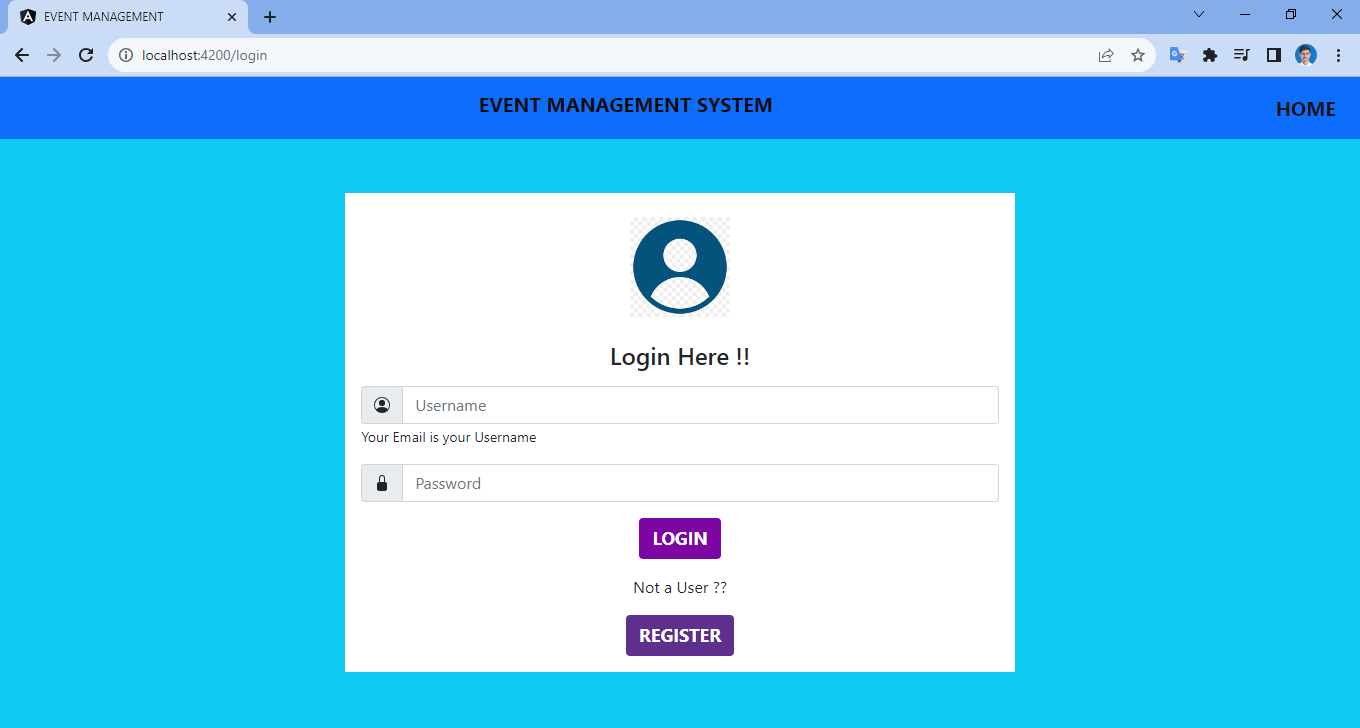 EVENT MANAGEMENT
localhost:4200/login
EVENT MANAGEMENT SYSTEM
HOME
Login Here !!
Username
Your Email is your Username
Password
LOGIN
Not a User ??
REGISTER